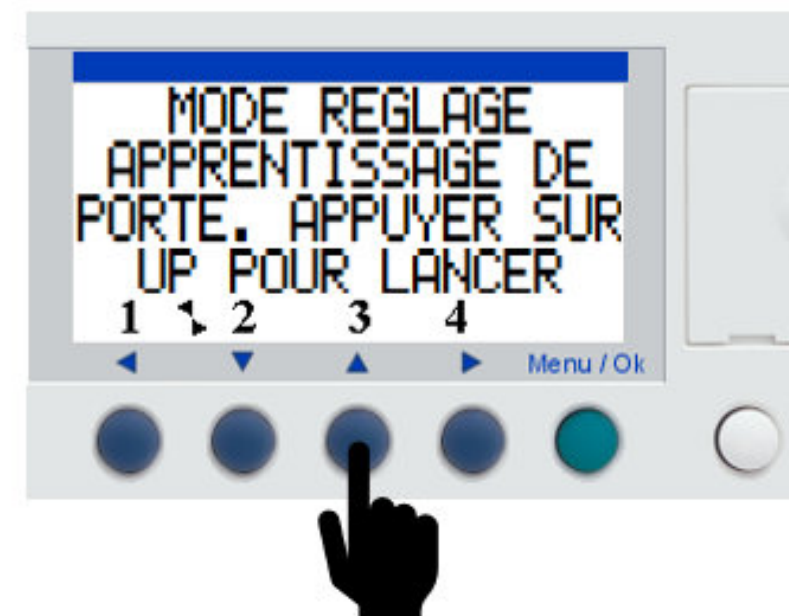 MODE REGLAGE
APPRENTISSAGE DE
PORTE. APPUYER SUR
UP POUR LANCER
1 2 3 4
Menu / Ok